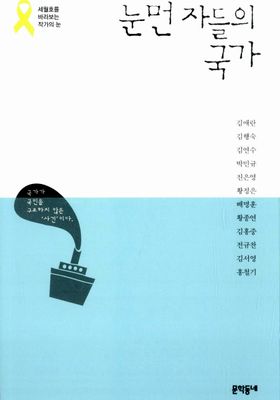 세월호를
바라보는
작가의 눈
눈먼 자들의
국가
김애란
김행숙
김연수
박민규
진은영
황정은
배명훈
황종연
김홍중
전규찬
김서영
홍철기
국가가
국민을
구조하지 않은
'사건'이다.
문학동네